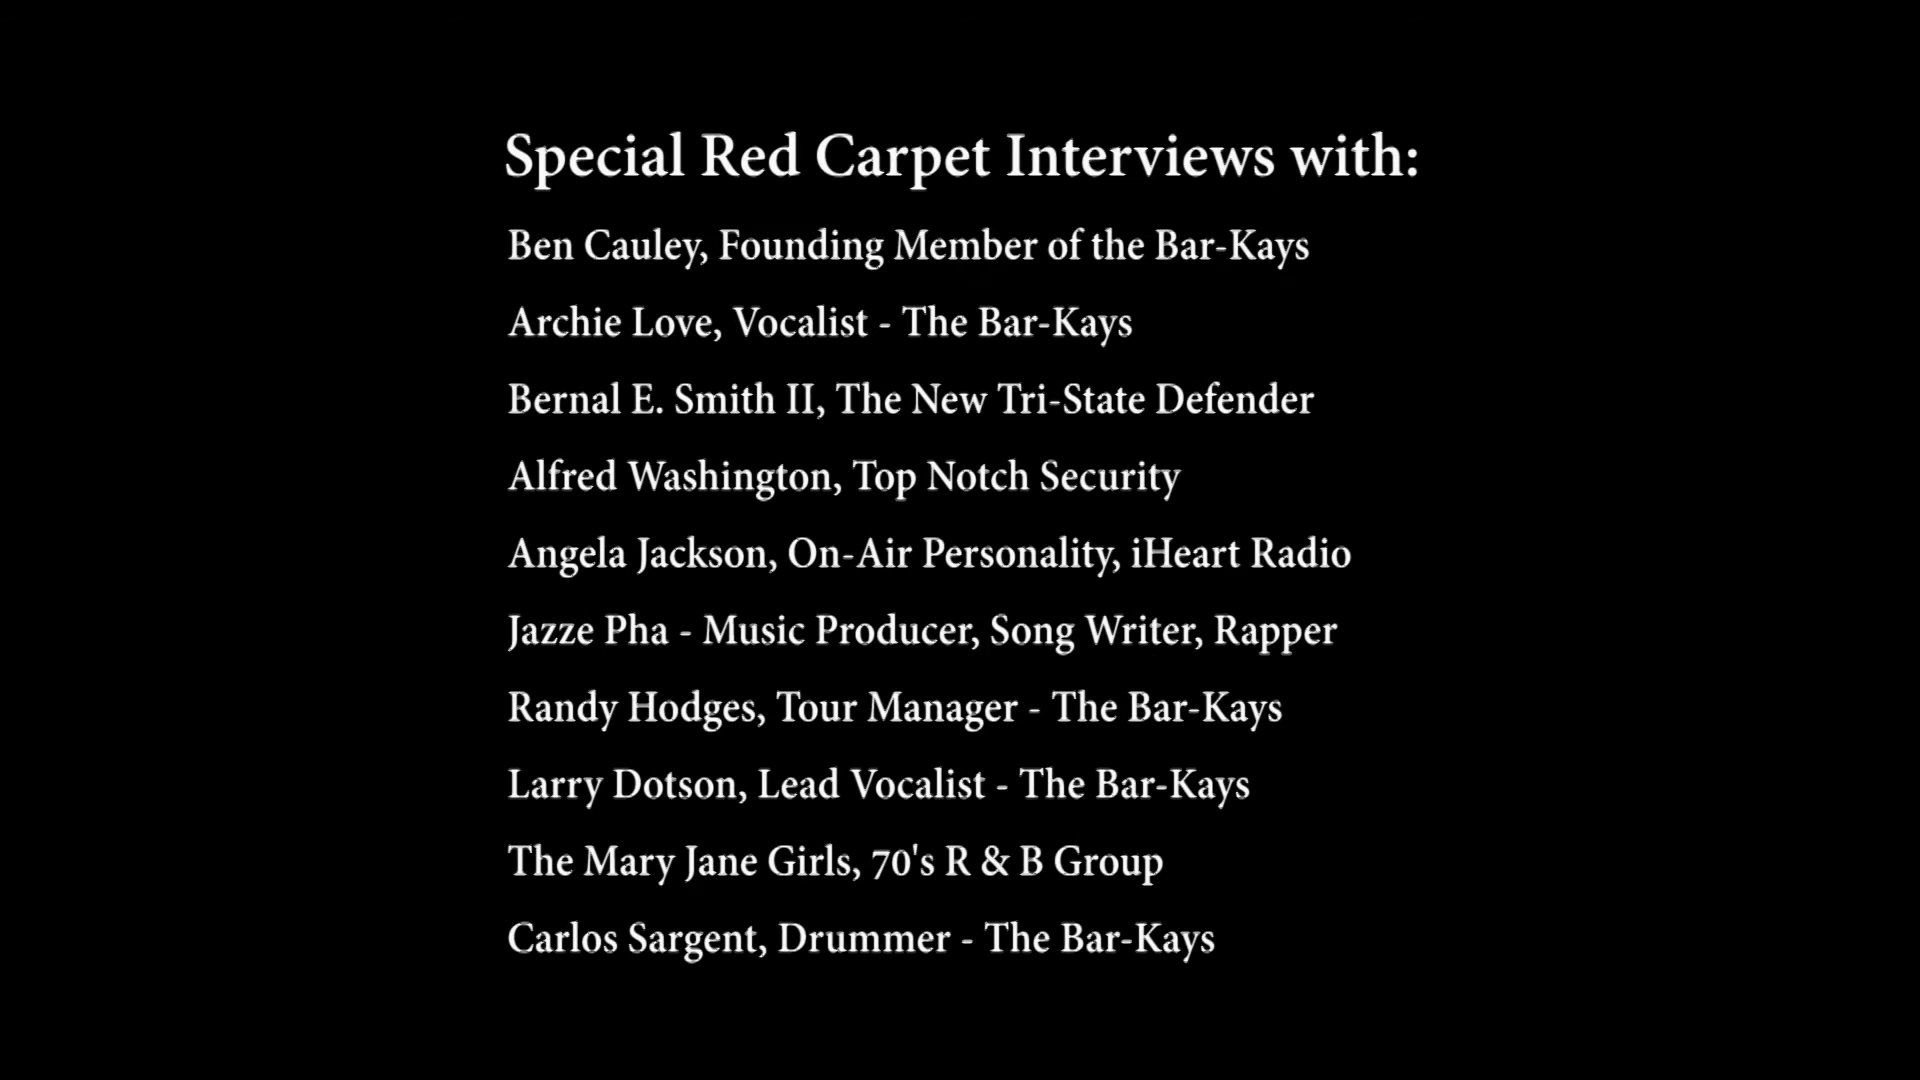 Special Red Carpet Interviews with:
Ben Cauley, Founding Member of the Bar-Kays
Archie Love, Vocalist - The Bar-Kays
Bernal E. Smith II, The New Tri-State Defender
Alfred Washington, Top Notch Security
Angela Jackson, On-Air Personality, iHeart Radio
Jazze Pha - Music Producer, Song Writer, Rapper
Randy Hodges, Tour Manager - The Bar-Kays
Larry Dotson, Lead Vocalist - The Bar-Kays
The Mary Jane Girls, 70's R & B Group
Carlos Sargent, Drummer - The Bar-Kays